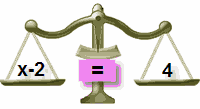 x-2 = 4